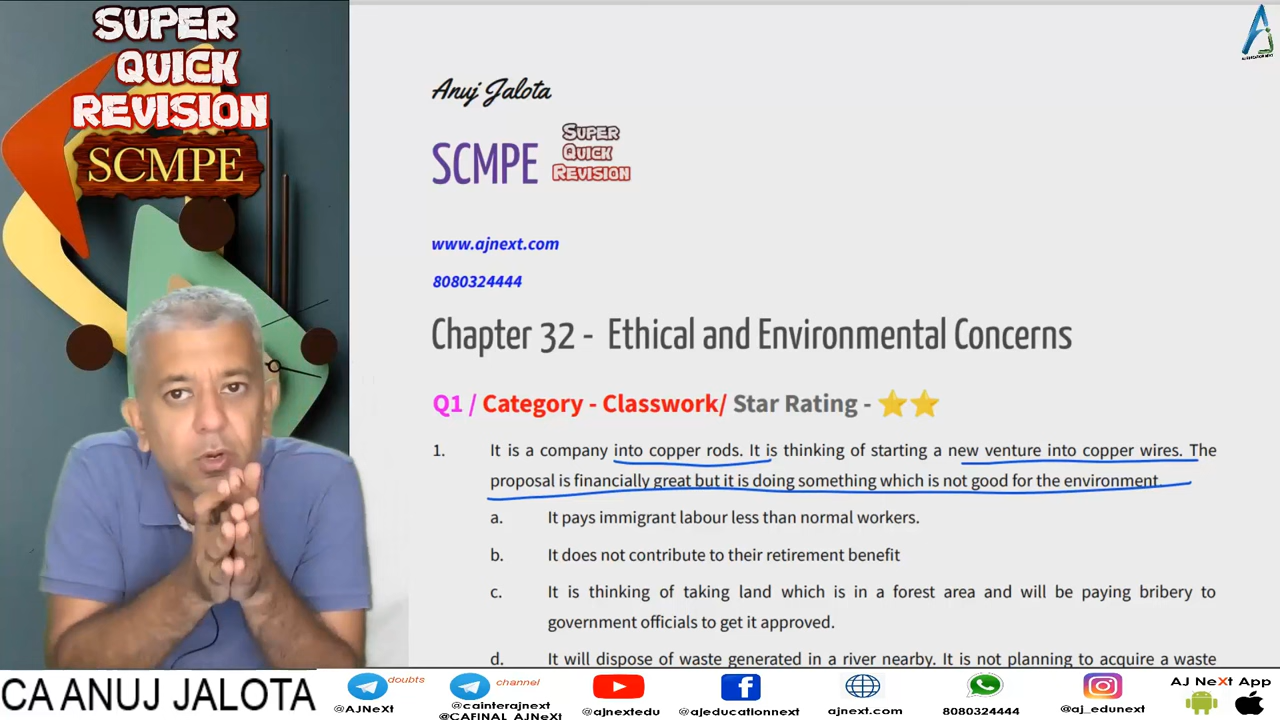 SUPER
QUICK
REVISION
SCMPE
Anuj Jalota
SCMPE
SUPER
QUICK
REVISION
www.ajnext.com
8080324444
Chapter 32 - Ethical and Environmental Concerns
Q1 / Category - Classwork/ Star Rating -
1. It is a company into copper rods. It is thinking of starting a new venture into copper wires. The
proposal is financially great but it is doing something which is not good for the environment.
a. It pays immigrant labour less than normal workers.
b. It does not contribute to their retirement benefit
c. It is thinking of taking land which is in a forest area and will be paying bribery to
government officials to get it approved.
d. It will dispose of waste generated in a river nearby. It is not planning to acquire a waste
CA ANUJ JALOTA
doubts
@AJNeXt
channel
@cainterajnext
@CAFINAL_AJNeXt
@ajnextedu
@ajeducationnext
ajnext.com
8080324444
@aj_edunext
AJ NeXt App